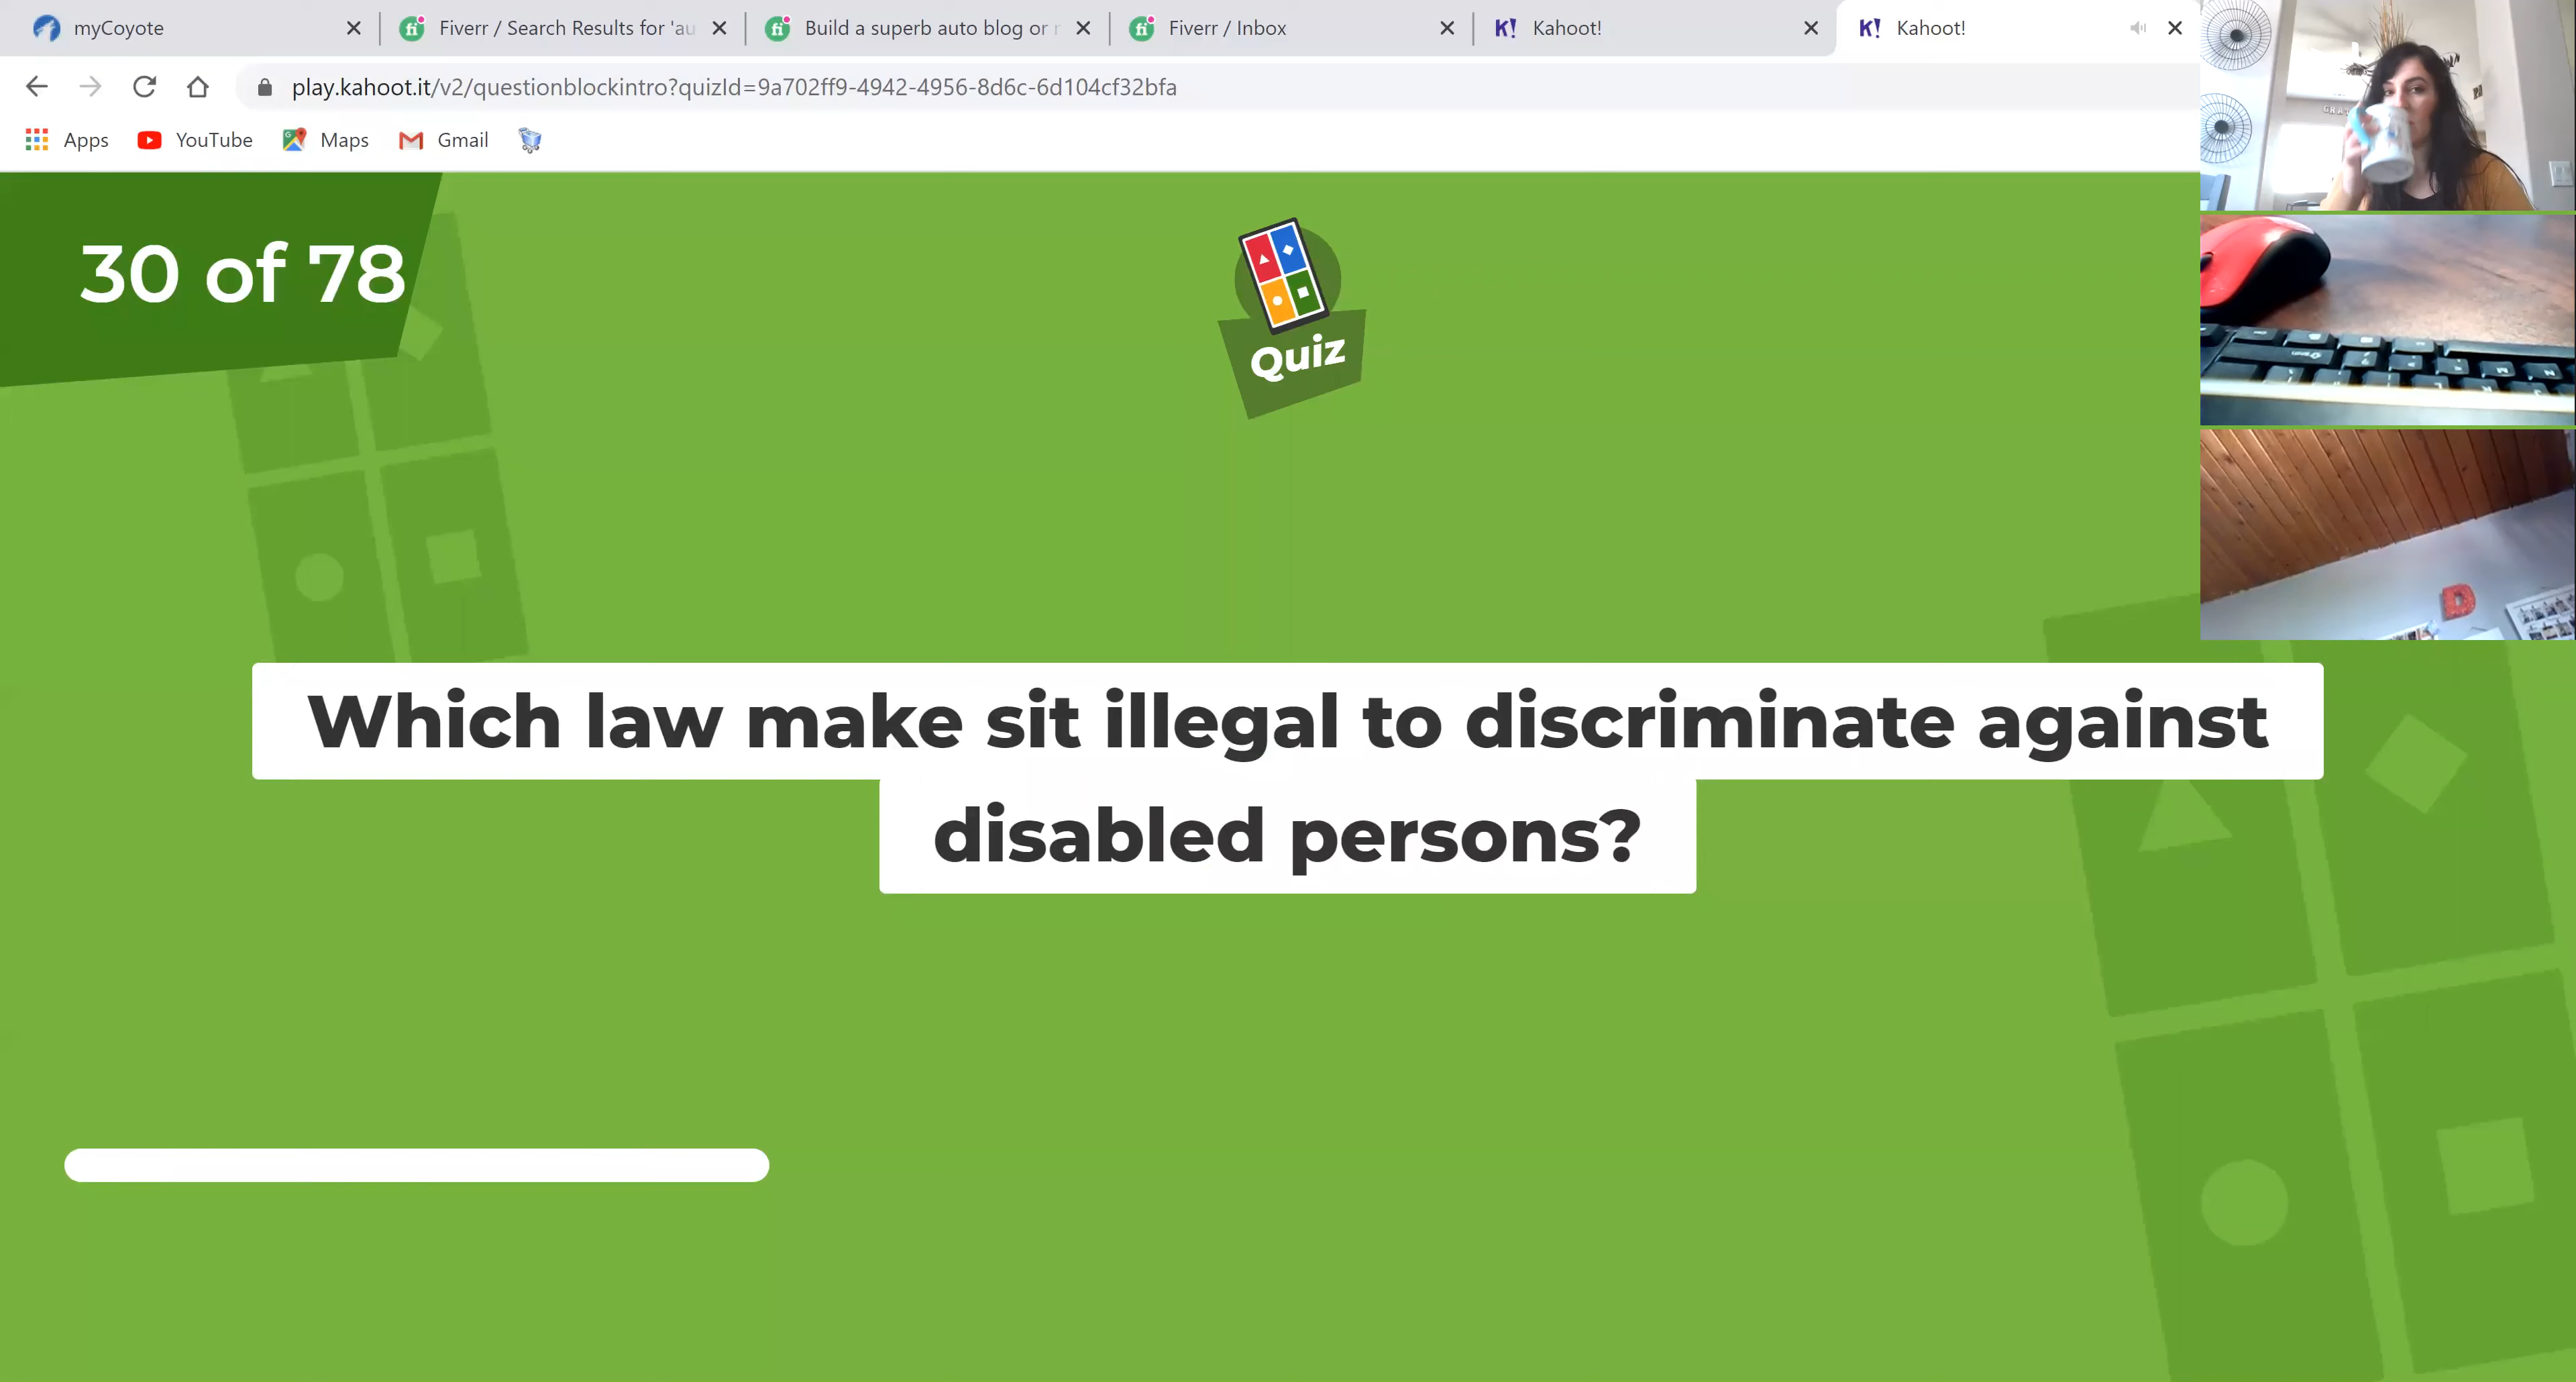 myCoyote
Fiverr / Search Results for 'au
Build a superb auto blog or
Fiverr / Inbox
K! Kahoot!
K! Kahoot!
play.kahoot.it/v2/questionblockintro?quizId=9a702ff9-4942-4956-8d6c-6d104cf32bfa
Apps
YouTube
Maps
Gmail
30 of 78
Quiz
Which law make sit illegal to discriminate against
disabled persons?
D